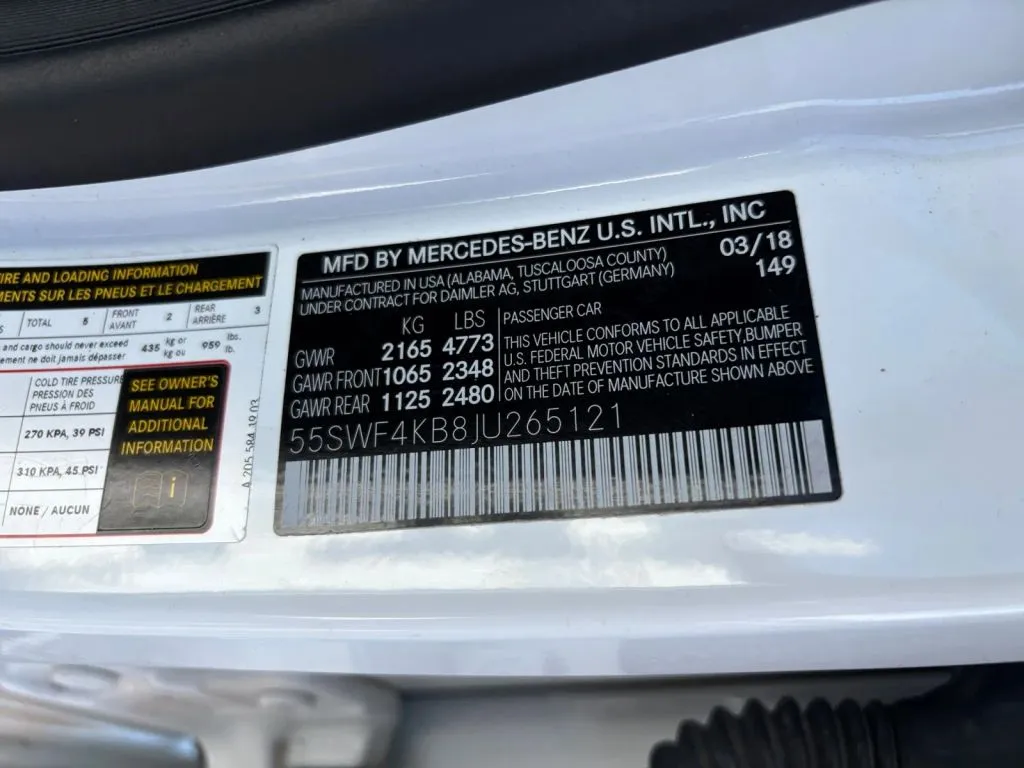 MFD BY MERCEDES-BENZ U.S. INTL., INC
MANUFACTURED IN USA (ALABAMA, TUSCALOOSA COUNTY)
UNDER CONTRACT FOR DAIMLER AG, STUTTGART (GERMANY)
03/18
149
KG LBS
GVWR 2165 4773
GAWR FRONT 1065 2348
GAWR REAR 1125 2480
PASSENGER CAR
THIS VEHICLE CONFORMS TO ALL APPLICABLE
U.S. FEDERAL MOTOR VEHICLE SAFETY,BUMPER
AND THEFT PREVENTION STANDARDS IN EFFECT
ON THE DATE OF MANUFACTURE SHOWN ABOVE
55SWF4KB8JU265121
AND LOADING INFORMATION
SUR LES PNEUS ET LE CHARGEMENT
TOTAL 5 FRONT AVANT 2 REAR ARRIÈRE 3
and cargo should never exceed
ne doit jamais dépasser
435 kg or kg ou 959 lbs. lb.
COLD TIRE PRESSURE
PRESSION DES
PNEUS À FROID
270 KPA, 39 PSI
310 KPA, 45 PSI
NONE / AUCUN
SEE OWNER'S
MANUAL FOR
ADDITIONAL
INFORMATION
i
A 205 584 19 03